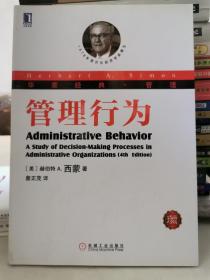 Herbert A. Simon
华章经典·管理
管理行为
Administrative Behavior
A Study of Decision-Making Processes in
Administrative Organizations (4th Edition)
[美] 赫伯特 A. 西蒙 著
詹正茂 译
机械工业出版社
China Machine Press